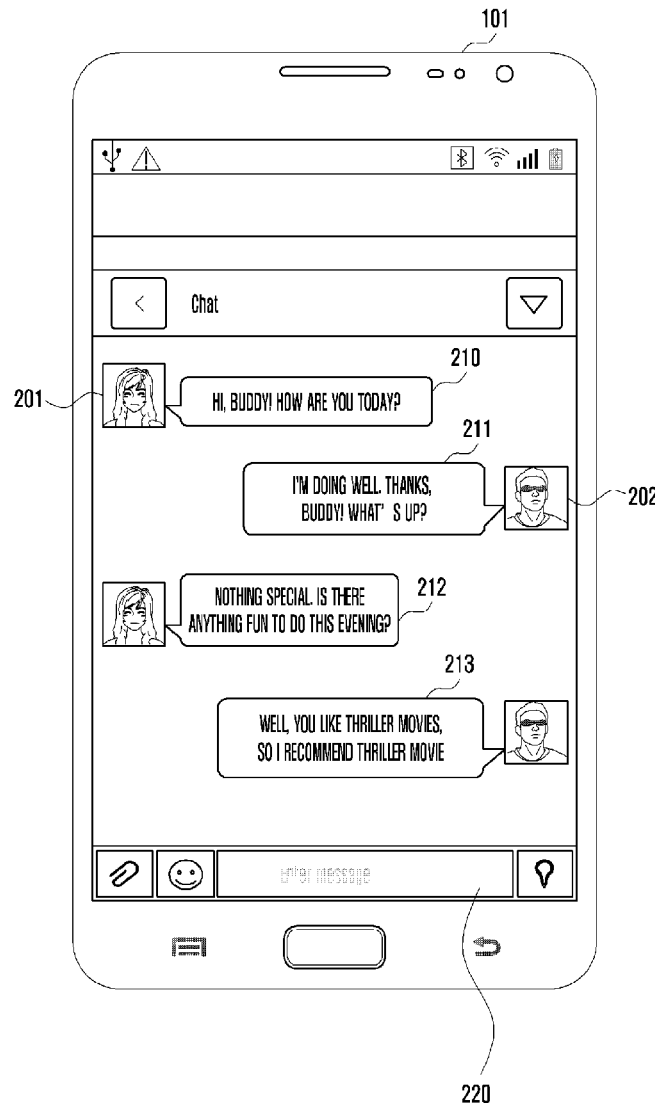 101
Chat
210
201
HI, BUDDY! HOW ARE YOU TODAY?
211
I'M DOING WELL. THANKS,
BUDDY! WHAT'S UP?
202
NOTHING SPECIAL. IS THERE
ANYTHING FUN TO DO THIS EVENING?
212
213
WELL, YOU LIKE THRILLER MOVIES,
SO I RECOMMEND THRILLER MOVIE
Enter message
220